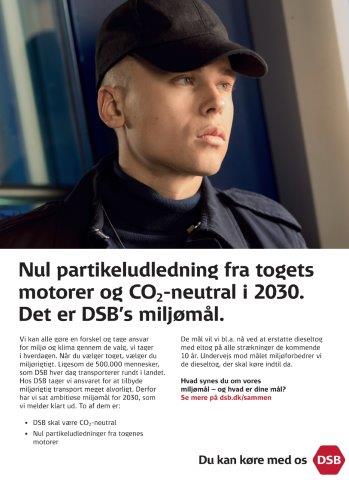 Nul partikeludledning fra togets
motorer og CO₂-neutral i 2030.
Det er DSB's miljømål.
Vi kan alle gøre en forskel og tage ansvar
for miljø og klima gennem de valg, vi tager
i hverdagen. Når du vælger toget, vælger du
miljørigtigt. Ligesom de 500.000 mennesker,
som DSB hver dag transporterer rundt i landet.
Hos DSB tager vi ansvaret for at tilbyde
miljørigtig transport meget alvorligt. Derfor
har vi sat ambitiøse miljømål for 2030, som
vi melder klart ud. To af dem er:
• DSB skal være CO₂-neutral
• Nul partikeludledninger fra togenes
motorer
De mål vil vi bl.a. nå ved at erstatte dieseltog
med eltog på alle strækninger de kommende
10 år. Undervejs mod målet miljøforbedrer vi
de dieseltog, der skal køre indtil da.
Hvad synes du om vores
miljømål – og hvad er dine mål?
Se mere på dsb.dk/sammen
Du kan køre med os
DSB